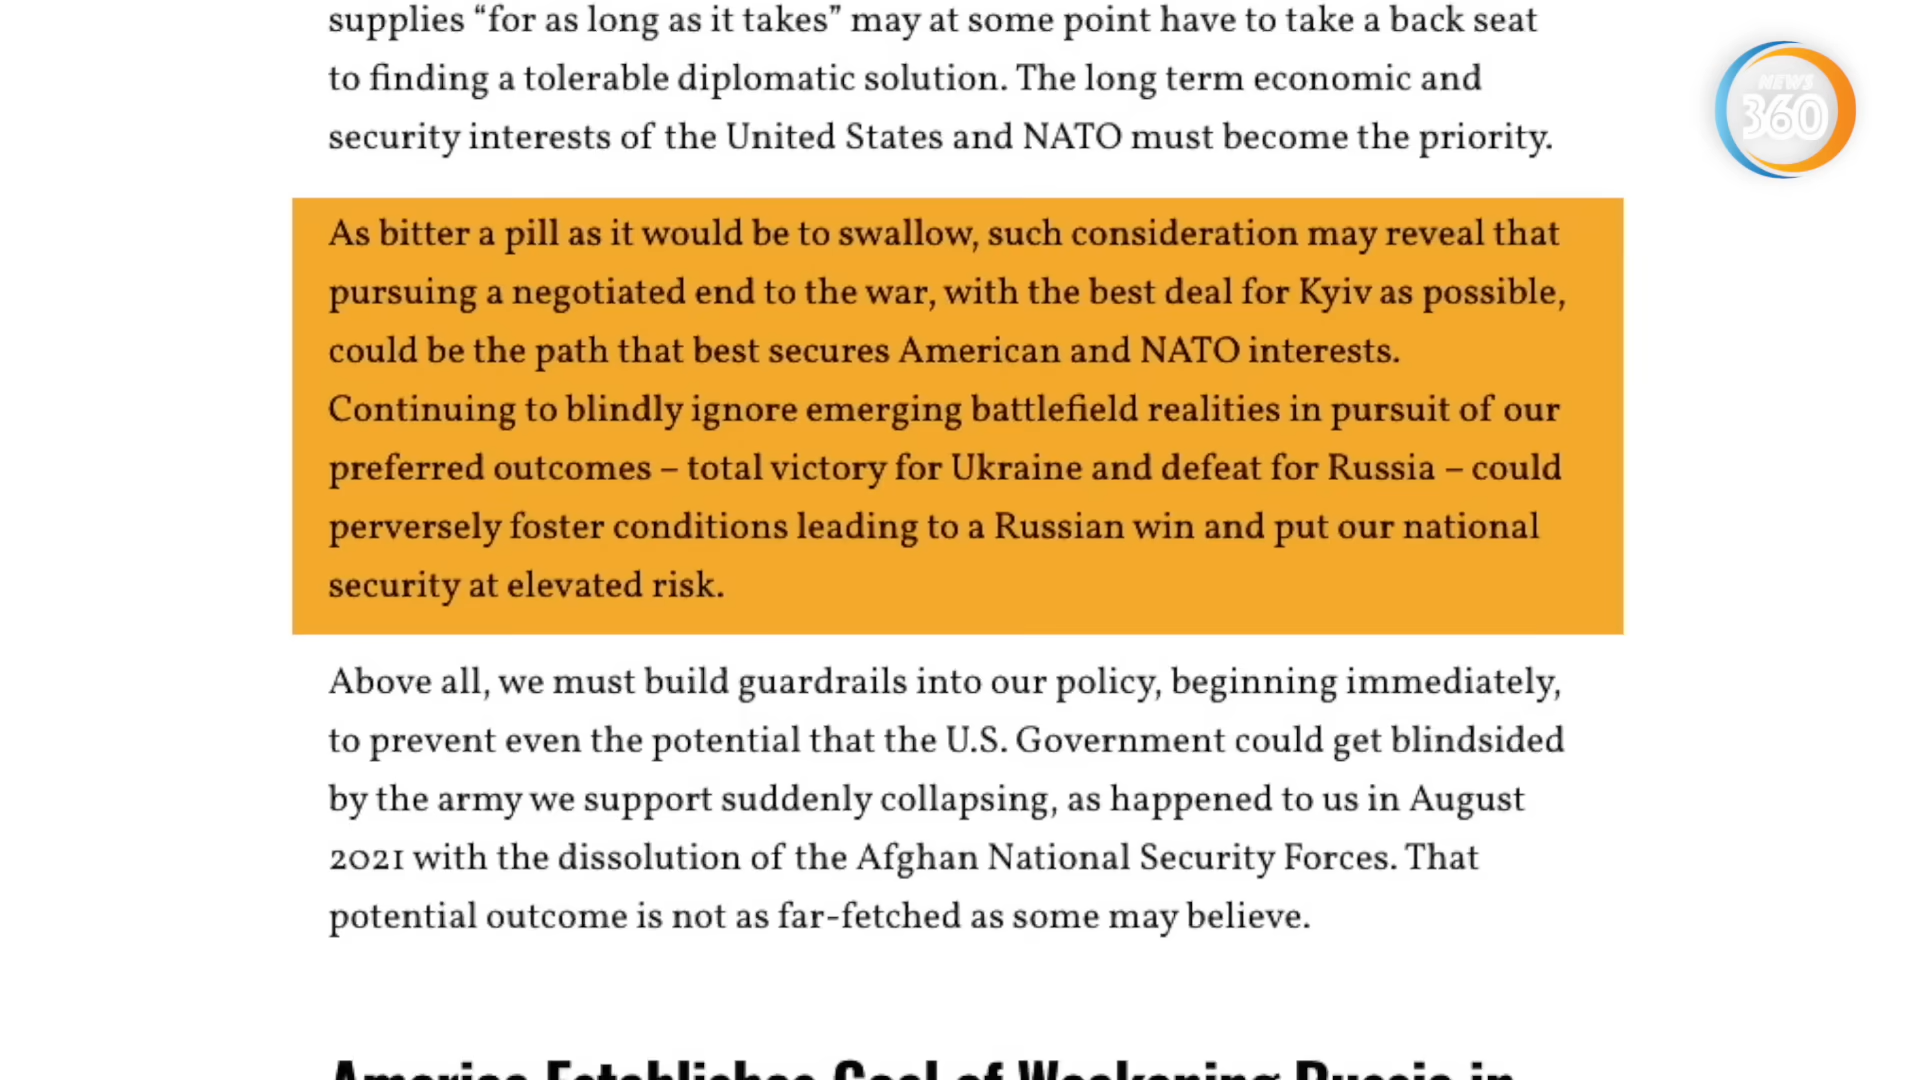 supplies “for as long as it takes” may at some point have to take a back seat
to finding a tolerable diplomatic solution. The long term economic and
security interests of the United States and NATO must become the priority.
NEWS
360
As bitter a pill as it would be to swallow, such consideration may reveal that
pursuing a negotiated end to the war, with the best deal for Kyiv as possible,
could be the path that best secures American and NATO interests.
Continuing to blindly ignore emerging battlefield realities in pursuit of our
preferred outcomes – total victory for Ukraine and defeat for Russia – could
perversely foster conditions leading to a Russian win and put our national
security at elevated risk.
Above all, we must build guardrails into our policy, beginning immediately,
to prevent even the potential that the U.S. Government could get blindsided
by the army we support suddenly collapsing, as happened to us in August
2021 with the dissolution of the Afghan National Security Forces. That
potential outcome is not as far-fetched as some may believe.
America Establishes Goal of Weakening Russia in